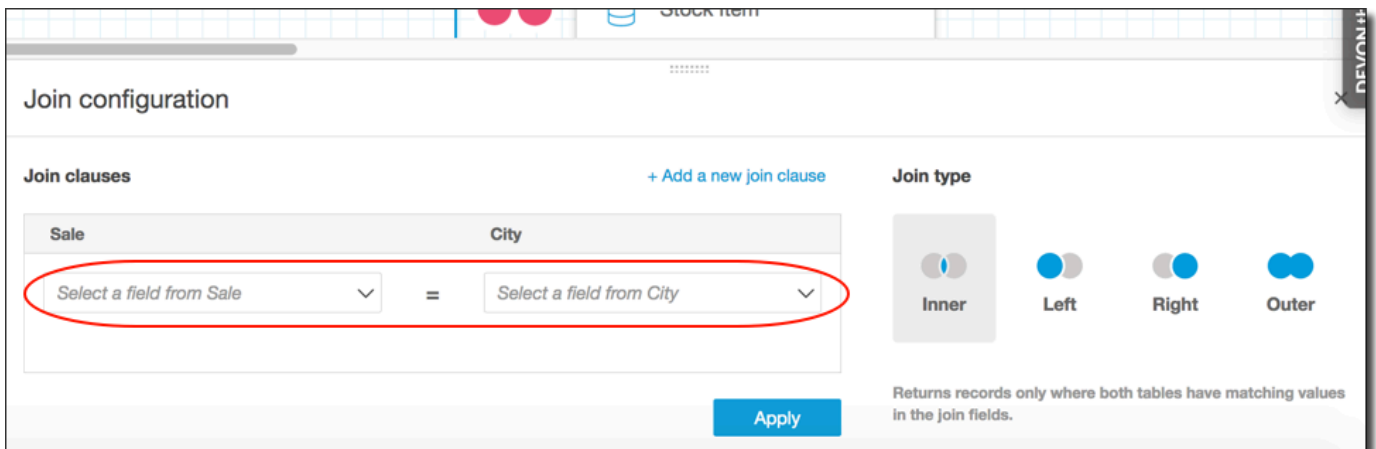 Stock Item
Join configuration
×
Join clauses
+ Add a new join clause
Sale
City
Select a field from Sale
=
Select a field from City
Apply
Join type
Inner
Left
Right
Outer
Returns records only where both tables have matching values
in the join fields.